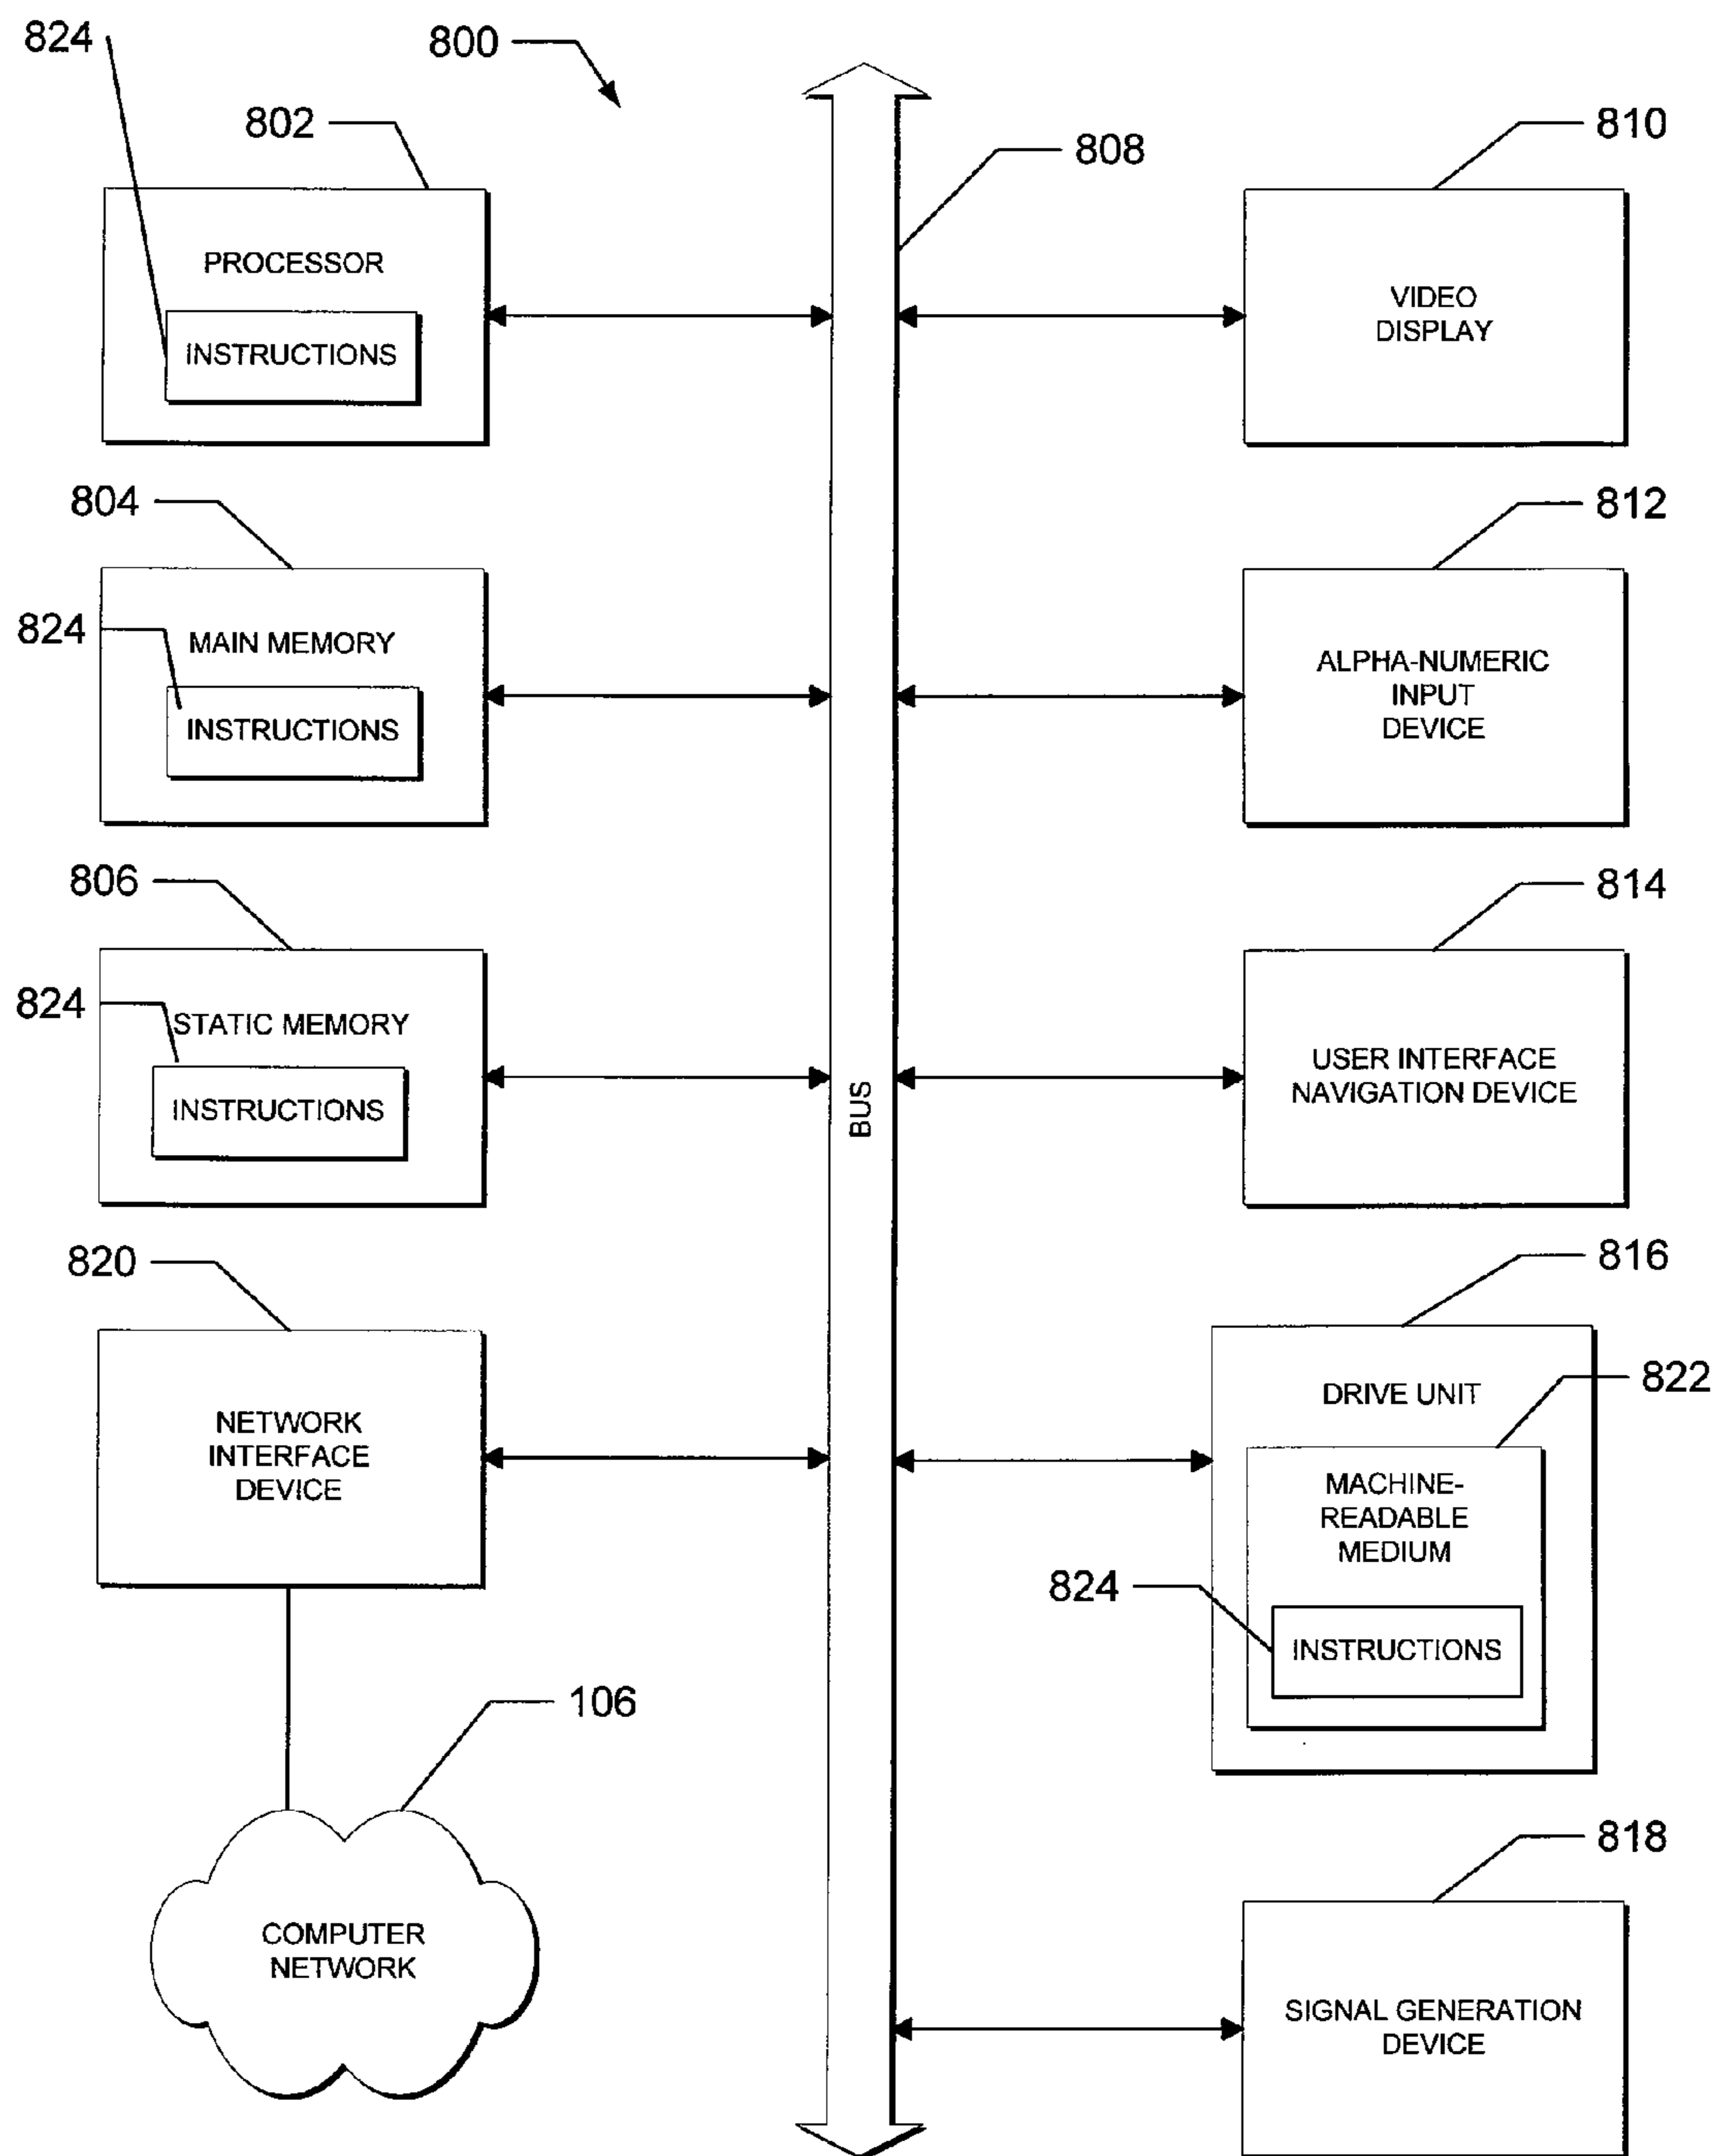 824
800
802
808
810
PROCESSOR
INSTRUCTIONS
VIDEO
DISPLAY
804
812
824
MAIN MEMORY
INSTRUCTIONS
ALPHA-NUMERIC
INPUT
DEVICE
806
814
824
STATIC MEMORY
INSTRUCTIONS
BUS
USER INTERFACE
NAVIGATION DEVICE
820
816
822
NETWORK
INTERFACE
DEVICE
DRIVE UNIT
MACHINE-
READABLE
MEDIUM
824
INSTRUCTIONS
106
COMPUTER
NETWORK
818
SIGNAL GENERATION
DEVICE